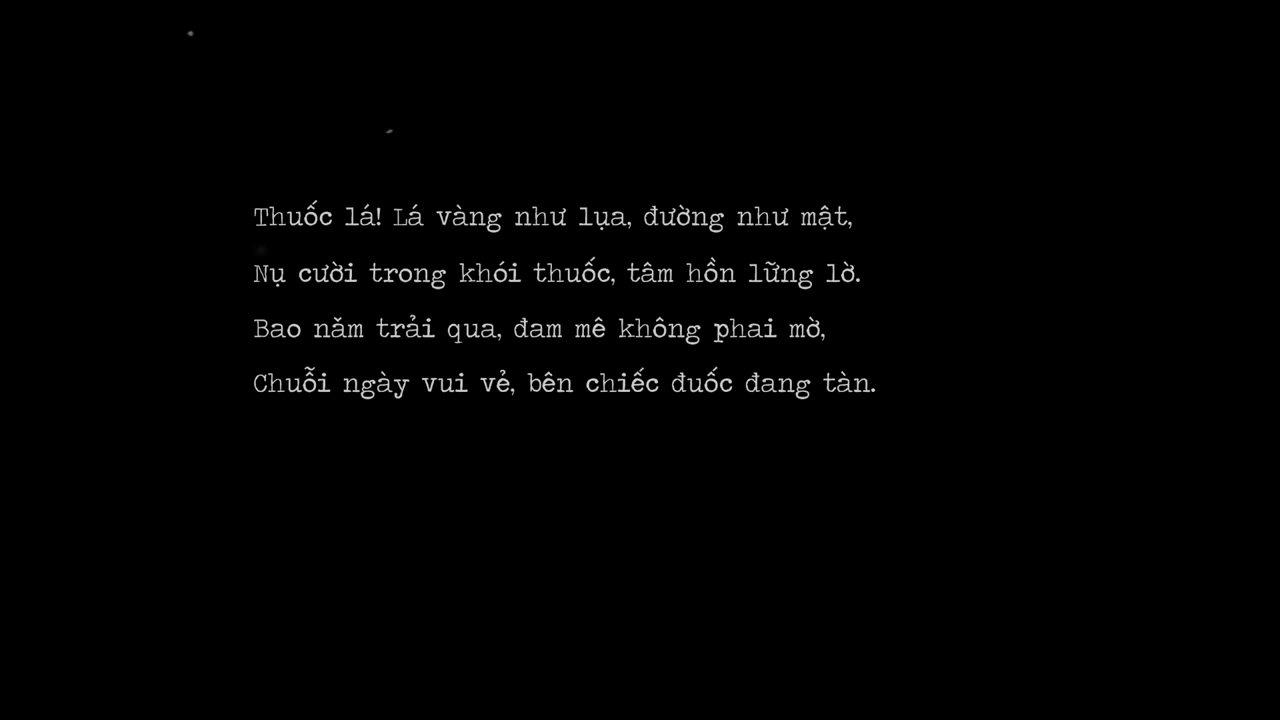 Thuốc lá! Lá vàng như lụa, đường như mật,
Nụ cười trong khói thuốc, tâm hồn lững lờ.
Bao năm trải qua, đam mê không phai mờ,
Chuỗi ngày vui vẻ, bên chiếc đuốc đang tàn.